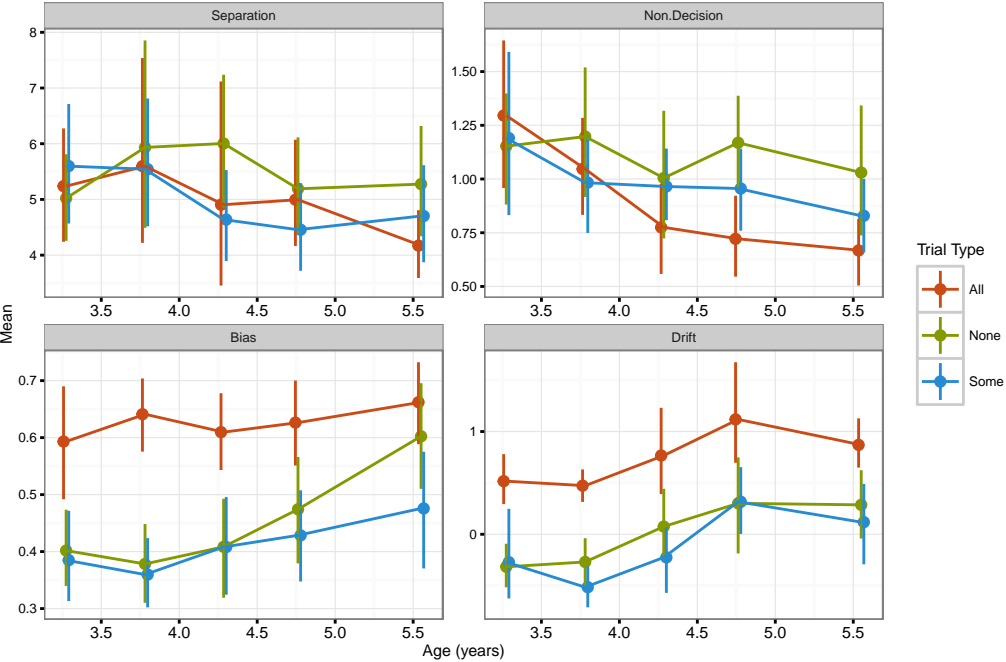 Separation
Non.Decision
8
7
6
5
4
1.50
1.25
1.00
0.75
0.50
3.5 4.0 4.5 5.0 5.5
3.5 4.0 4.5 5.0 5.5
Mean
Bias
Drift
0.7
0.6
0.5
0.4
0.3
1
0
3.5 4.0 4.5 5.0 5.5
3.5 4.0 4.5 5.0 5.5
Age (years)
Trial Type
All
None
Some